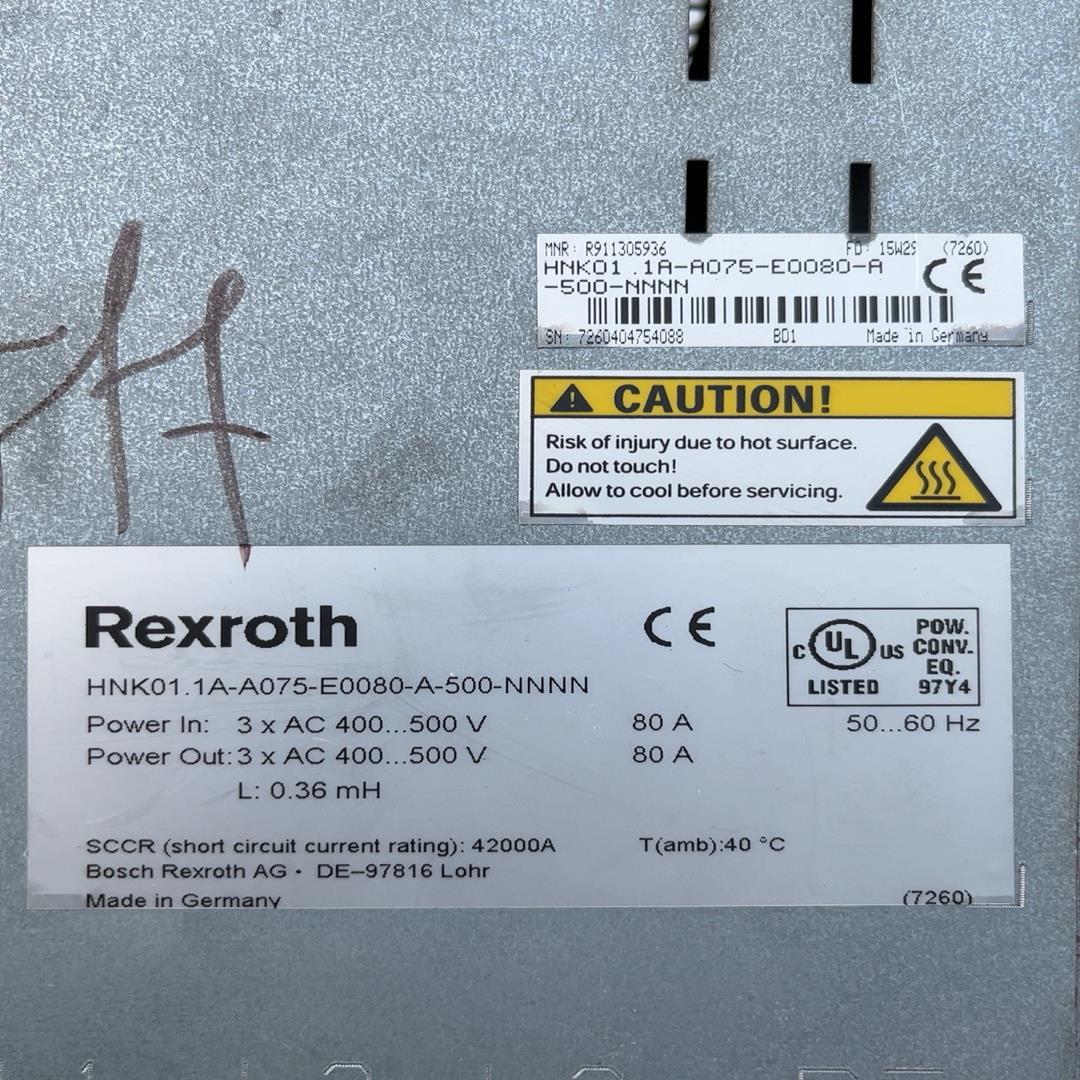 MNR: R911305936 FD: 15W29 (7260)
HNK01.1A-A075-E0080-A
-500-NNNN CE
SN: 7260404754088 BD1 Made in Germany
CAUTION!
Risk of injury due to hot surface.
Do not touch!
Allow to cool before servicing.
Rexroth CE
C UL US LISTED POW. CONV. EQ. 97Y4
HNK01.1A-A075-E0080-A-500-NNNN
Power In: 3 x AC 400...500 V 80 A 50...60 Hz
Power Out: 3 x AC 400...500 V 80 A
L: 0.36 mH
SCCR (short circuit current rating): 42000A T(amb):40 °C
Bosch Rexroth AG • DE–97816 Lohr
Made in Germany (7260)